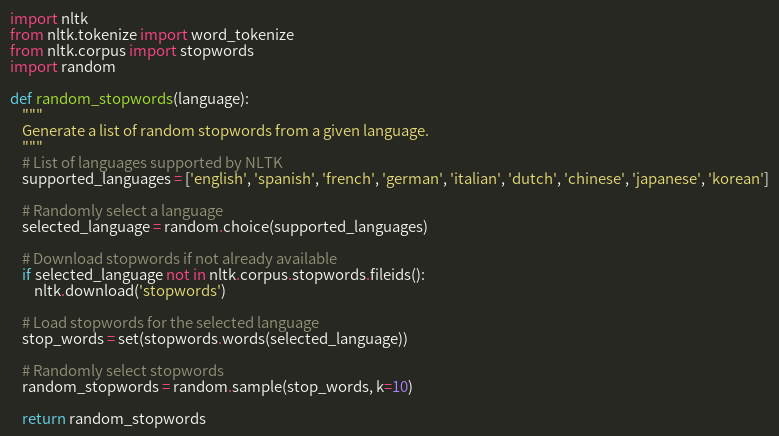 import nltk
from nltk.tokenize import word_tokenize
from nltk.corpus import stopwords
import random

def random_stopwords(language):
    """
    Generate a list of random stopwords from a given language.
    """
    # List of languages supported by NLTK
    supported_languages = ['english', 'spanish', 'french', 'german', 'italian', 'dutch', 'chinese', 'japanese', 'korean']

    # Randomly select a language
    selected_language = random.choice(supported_languages)

    # Download stopwords if not already available
    if selected_language not in nltk.corpus.stopwords.fileids():
        nltk.download('stopwords')

    # Load stopwords for the selected language
    stop_words = set(stopwords.words(selected_language))

    # Randomly select stopwords
    random_stopwords = random.sample(stop_words, k=10)

    return random_stopwords